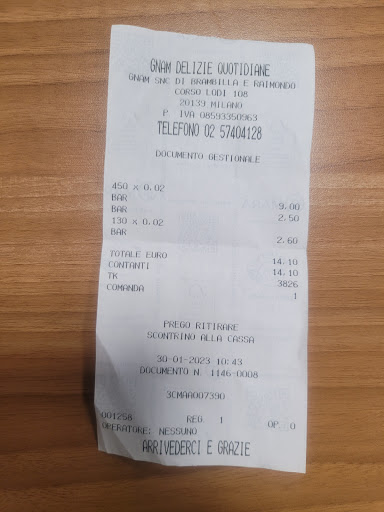 GNAM DELIZIE QUOTIDIANE
GNAM SNC DI BRAMBILLA E RAIMONDO
CORSO LODI 108
20139 MILANO
P. IVA 08593350963
TELEFONO 02 57404128
DOCUMENTO GESTIONALE
450 x 0.02
BAR 9.00
BAR 2.50
130 x 0.02
BAR 2.60
TOTALE EURO 14.10
CONTANTI 14.10
TK 3826
COMANDA 1
PREGO RITIRARE
SCONTRINO ALLA CASSA
30-01-2023 10:43
DOCUMENTO N. 1146-0008
3CMAA007390
001258 REG 1 OP. 0
OPERATORE: NESSUNO
ARRIVEDERCI E GRAZIE